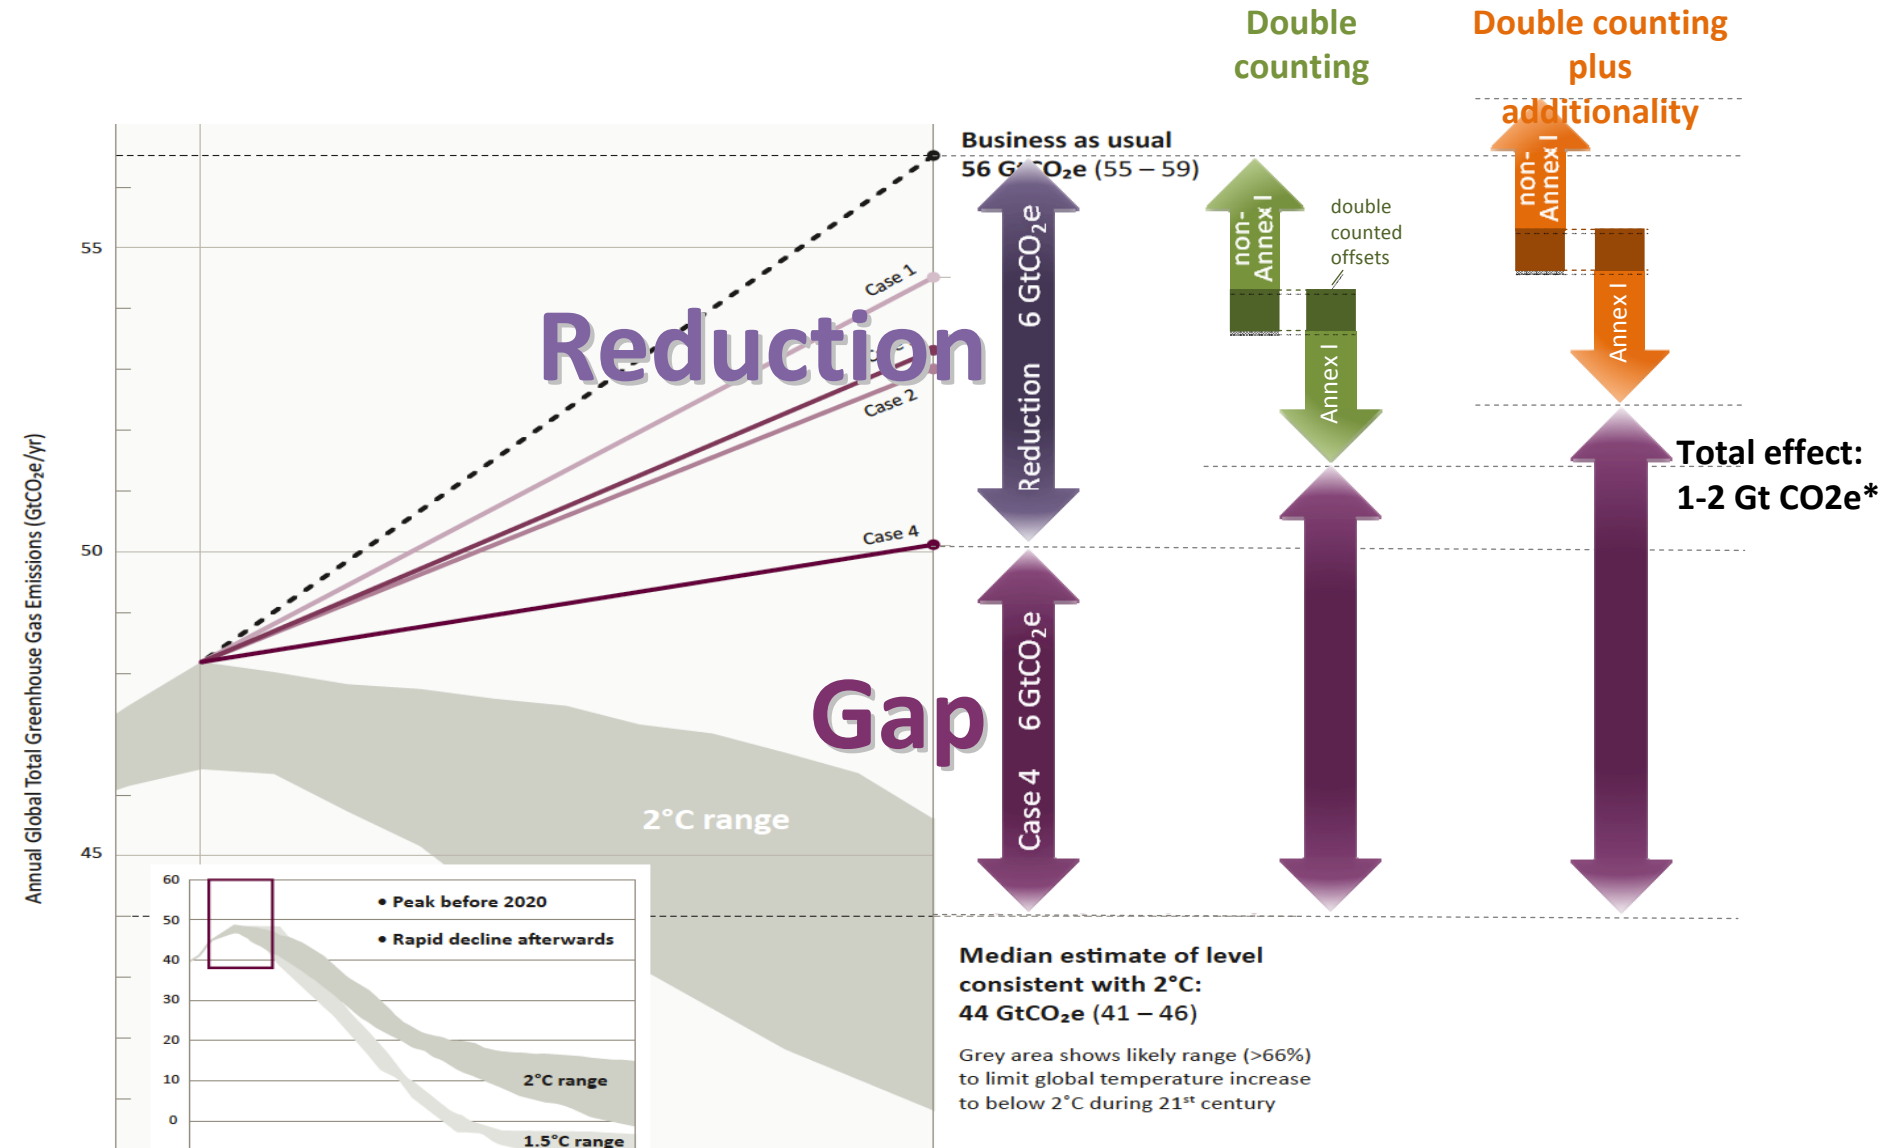 Double
counting
Double counting
plus
additionality
Business as usual
56 GtCO₂e (55 – 59)
non-
Annex I
double
counted
offsets
Annex I
non-
Annex I
Annex I
Reduction 6 GtCO₂e
Case 1
Case 2
Case 4
Reduction
Gap
Case 4 6 GtCO₂e
Total effect:
1-2 Gt CO2e*
Annual Global Total Greenhouse Gas Emissions (GtCO₂e/yr)
55
50
45
2°C range
60
50
40
30
20
10
0
• Peak before 2020
• Rapid decline afterwards
2°C range
1.5°C range
Median estimate of level
consistent with 2°C:
44 GtCO₂e (41 – 46)
Grey area shows likely range (>66%)
to limit global temperature increase
to below 2˚C during 21st century